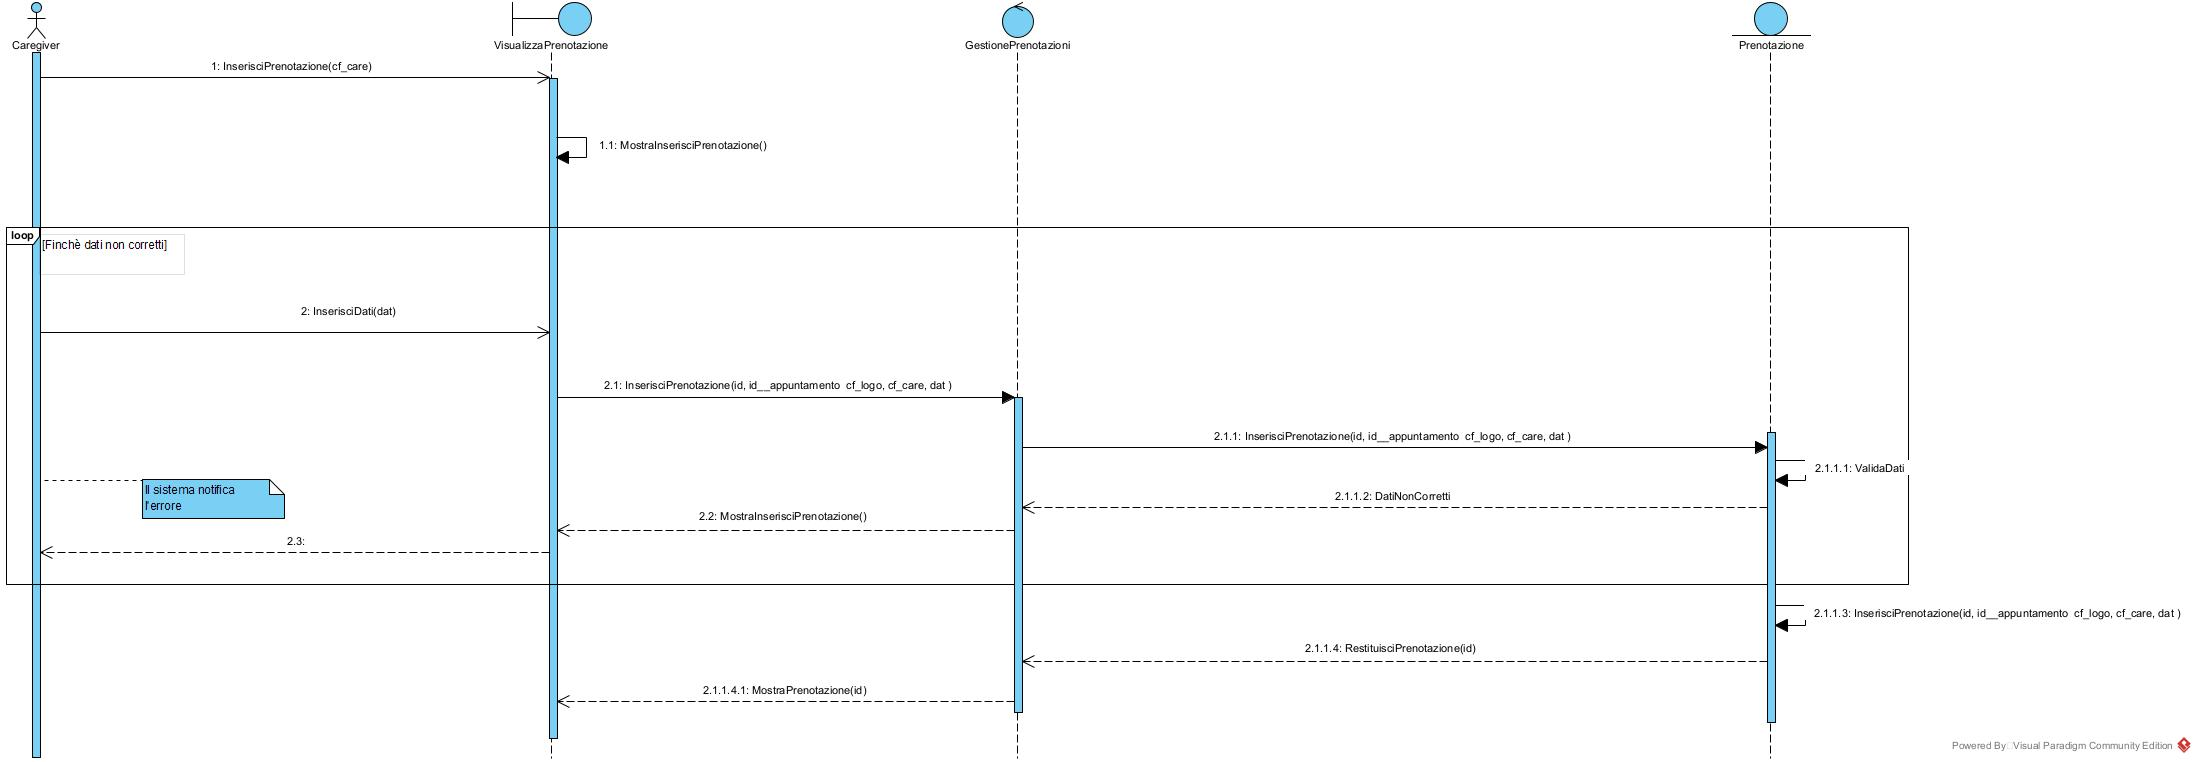 Caregiver
VisualizzaPrenotazione
GestionePrenotazioni
Prenotazione
1: InserisciPrenotazione(cf_care)
1.1: MostraInserisciPrenotazione()
loop
[Finchè dati non corretti]
2: InserisciDati(dat)
2.1: InserisciPrenotazione(id, id__appuntamento cf_logo, cf_care, dat )
2.1.1: InserisciPrenotazione(id, id__appuntamento cf_logo, cf_care, dat )
2.1.1.1: ValidaDati
Il sistema notifica
l'errore
2.1.1.2: DatiNonCorretti
2.2: MostraInserisciPrenotazione()
2.3:
2.1.1.3: InserisciPrenotazione(id, id__appuntamento cf_logo, cf_care, dat )
2.1.1.4: RestituisciPrenotazione(id)
2.1.1.4.1: MostraPrenotazione(id)
Powered By Visual Paradigm Community Edition